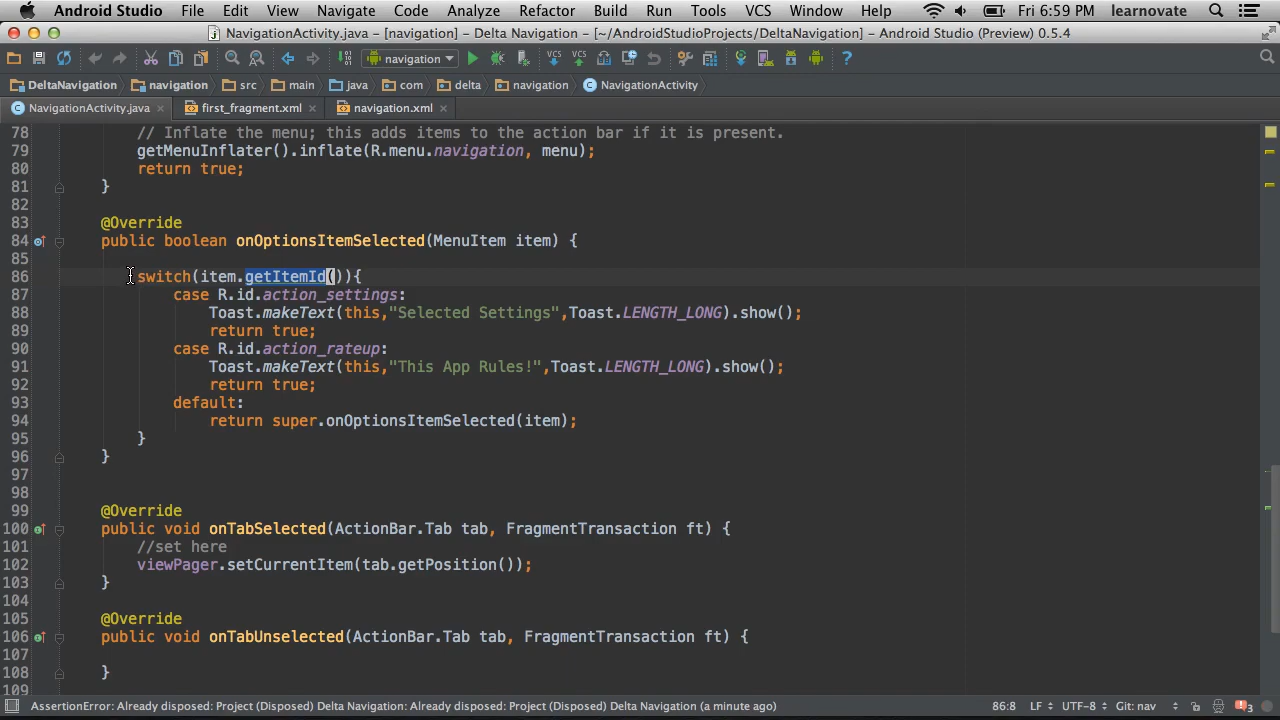 Android Studio File Edit View Navigate Code Analyze Refactor Build Run Tools VCS Window Help Fri 6:59 PM learnovate
NavigationActivity.java - [navigation] - Delta Navigation - [~/AndroidStudioProjects/DeltaNavigation] - Android Studio (Preview) 0.5.4
navigation
DeltaNavigation navigation src main java com delta navigation NavigationActivity
NavigationActivity.java first_fragment.xml navigation.xml
78 // Inflate the menu; this adds items to the action bar if it is present.
79 getMenuInflater().inflate(R.menu.navigation, menu);
80 return true;
81 }
82
83 @Override
84 public boolean onOptionsItemSelected(MenuItem item) {
85
86 switch(item.getItemId()){
87 case R.id.action_settings:
88 Toast.makeText(this,"Selected Settings",Toast.LENGTH_LONG).show();
89 return true;
90 case R.id.action_rateup:
91 Toast.makeText(this,"This App Rules!",Toast.LENGTH_LONG).show();
92 return true;
93 default:
94 return super.onOptionsItemSelected(item);
95 }
96 }
97
98
99 @Override
100 public void onTabSelected(ActionBar.Tab tab, FragmentTransaction ft) {
101 //set here
102 viewPager.setCurrentItem(tab.getPosition());
103 }
104
105 @Override
106 public void onTabUnselected(ActionBar.Tab tab, FragmentTransaction ft) {
107
108 }
109
AssertionError: Already disposed: Project (Disposed) Delta Navigation: Already disposed: Project (Disposed) Delta Navigation (a minute ago) 86:8 LF UTF-8 Git: nav 3